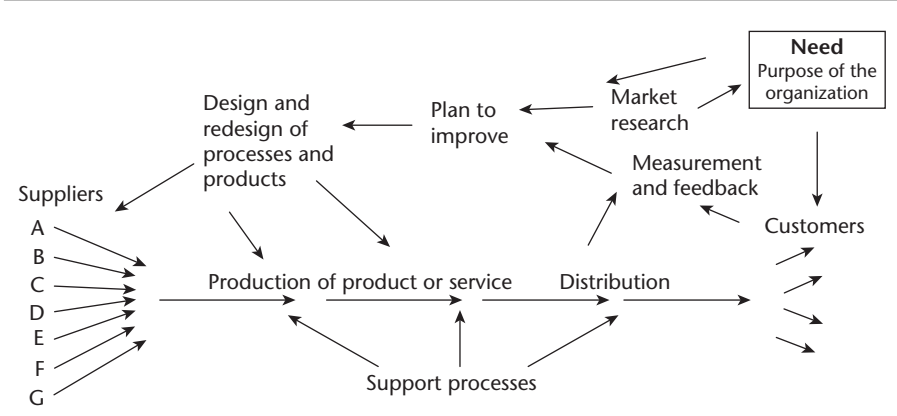 Need
Purpose of the
organization
Market
research
Plan to
improve
Design and
redesign of
processes and
products
Measurement
and feedback
Suppliers
A
B
C
D
E
F
G
Customers
Production of product or service
Distribution
Support processes